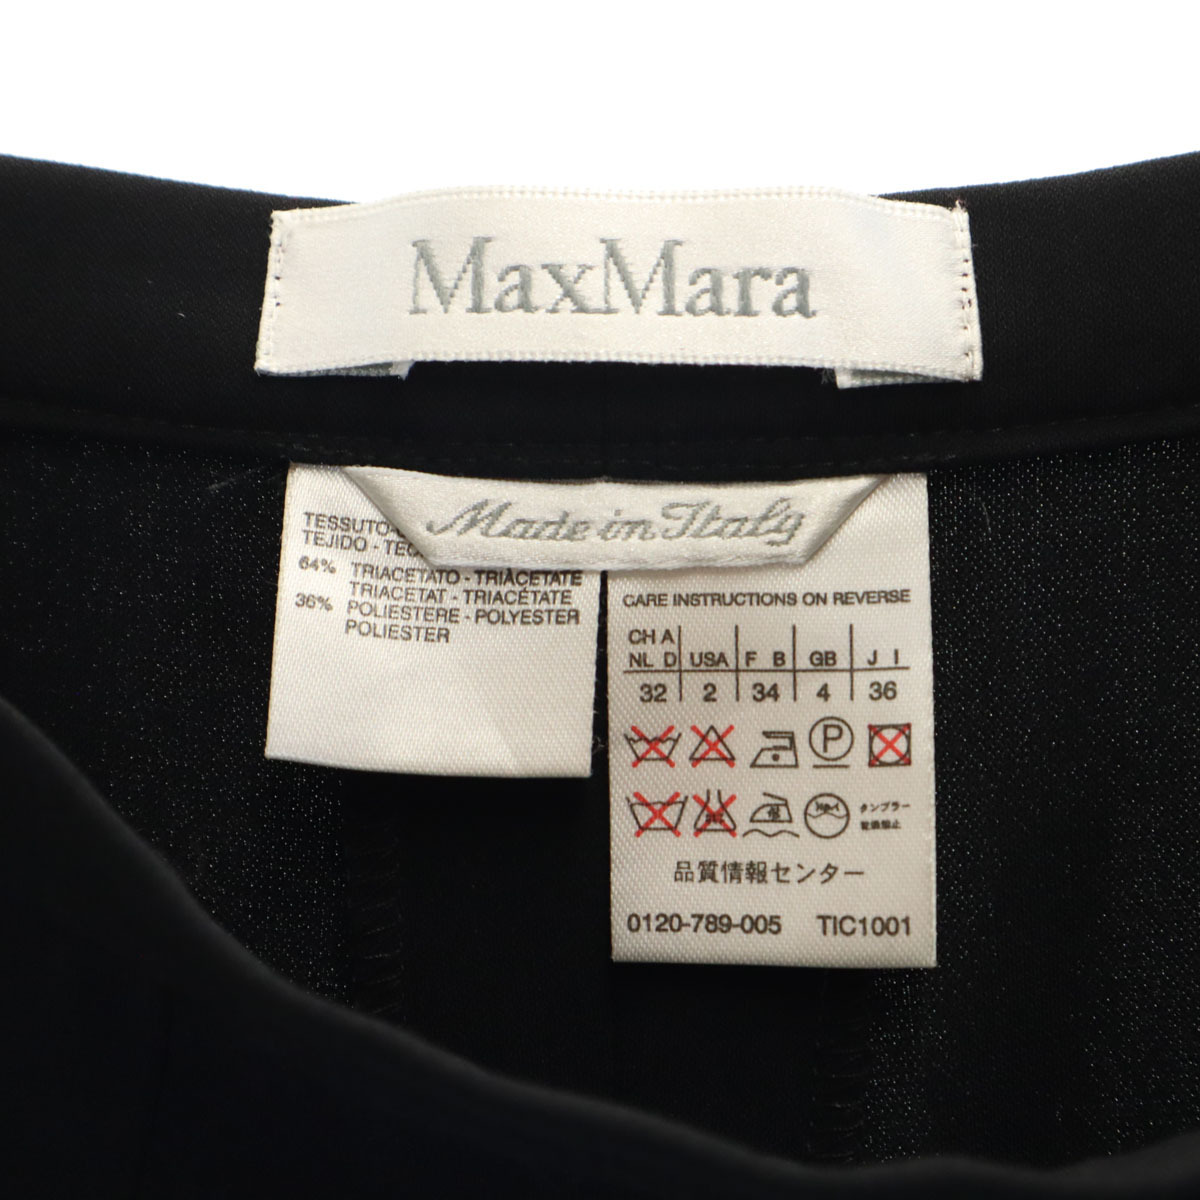 MaxMara
Made in Italy
TESSUTO
TEJIDO -
64% TRIACETATO - TRIACETATE
TRIACETAT - TRIACÉTATE
36% POLIESTERE - POLYESTER
POLIESTER
CARE INSTRUCTIONS ON REVERSE
CH A
NL D USA F B GB J I
32 2 34 4 36
P
タンブラー
乾燥禁止
品質情報センター
0120-789-005 TIC1001